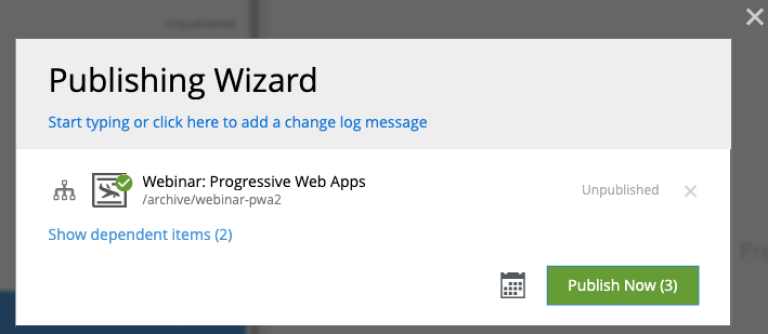 Unpublished
Publishing Wizard
Start typing or click here to add a change log message
Webinar: Progressive Web Apps
Unpublished
/archive/webinar-pwa2
Show dependent items (2)
Publish Now (3)